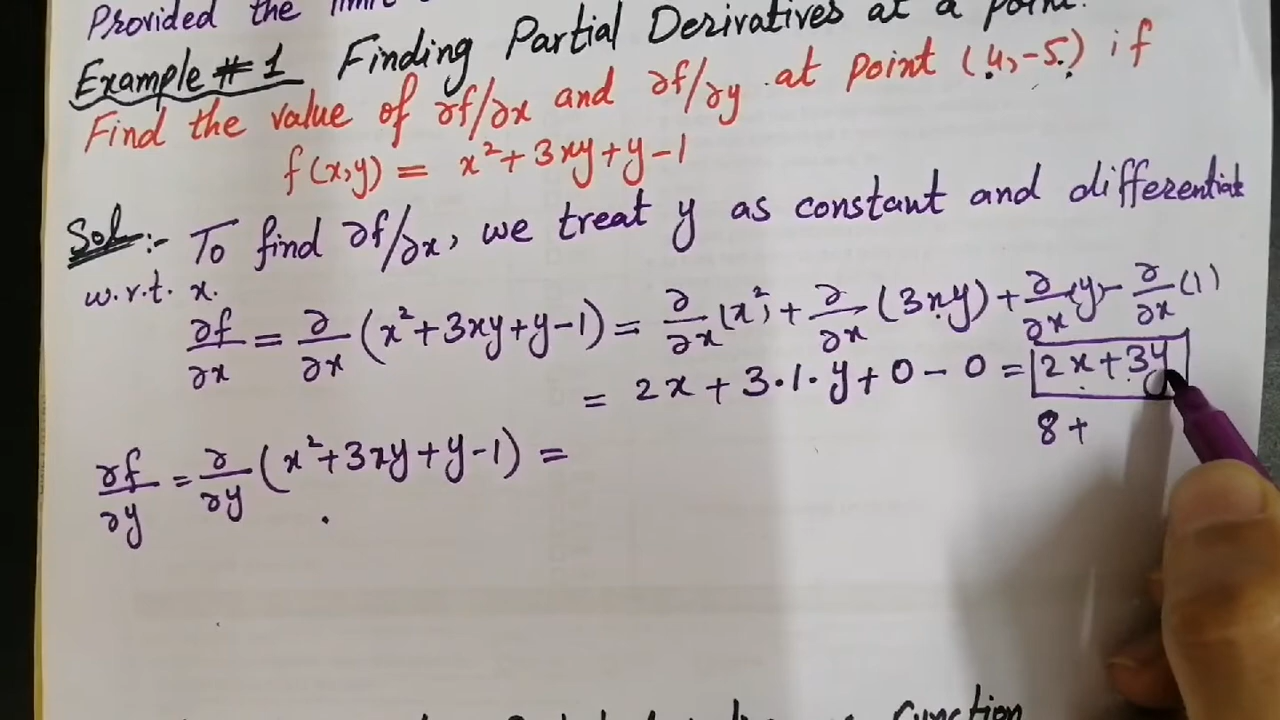 Provided the limit
Example #1 Finding Partial Derivatives at a point.
Find the value of ∂f/∂x and ∂f/∂y at point (4,-5) if
f(x,y) = x²+3xy+y-1
Sol:- To find ∂f/∂x, we treat y as constant and differentiate
w.r.t. x.
∂f/∂x = ∂/∂x (x²+3xy+y-1) = ∂/∂x (x²) + ∂/∂x (3xy) + ∂/∂x (y) - ∂/∂x (1)
= 2x + 3·1·y + 0 - 0 = 2x+3y
8+
∂f/∂y = ∂/∂y (x²+3xy+y-1) =
function